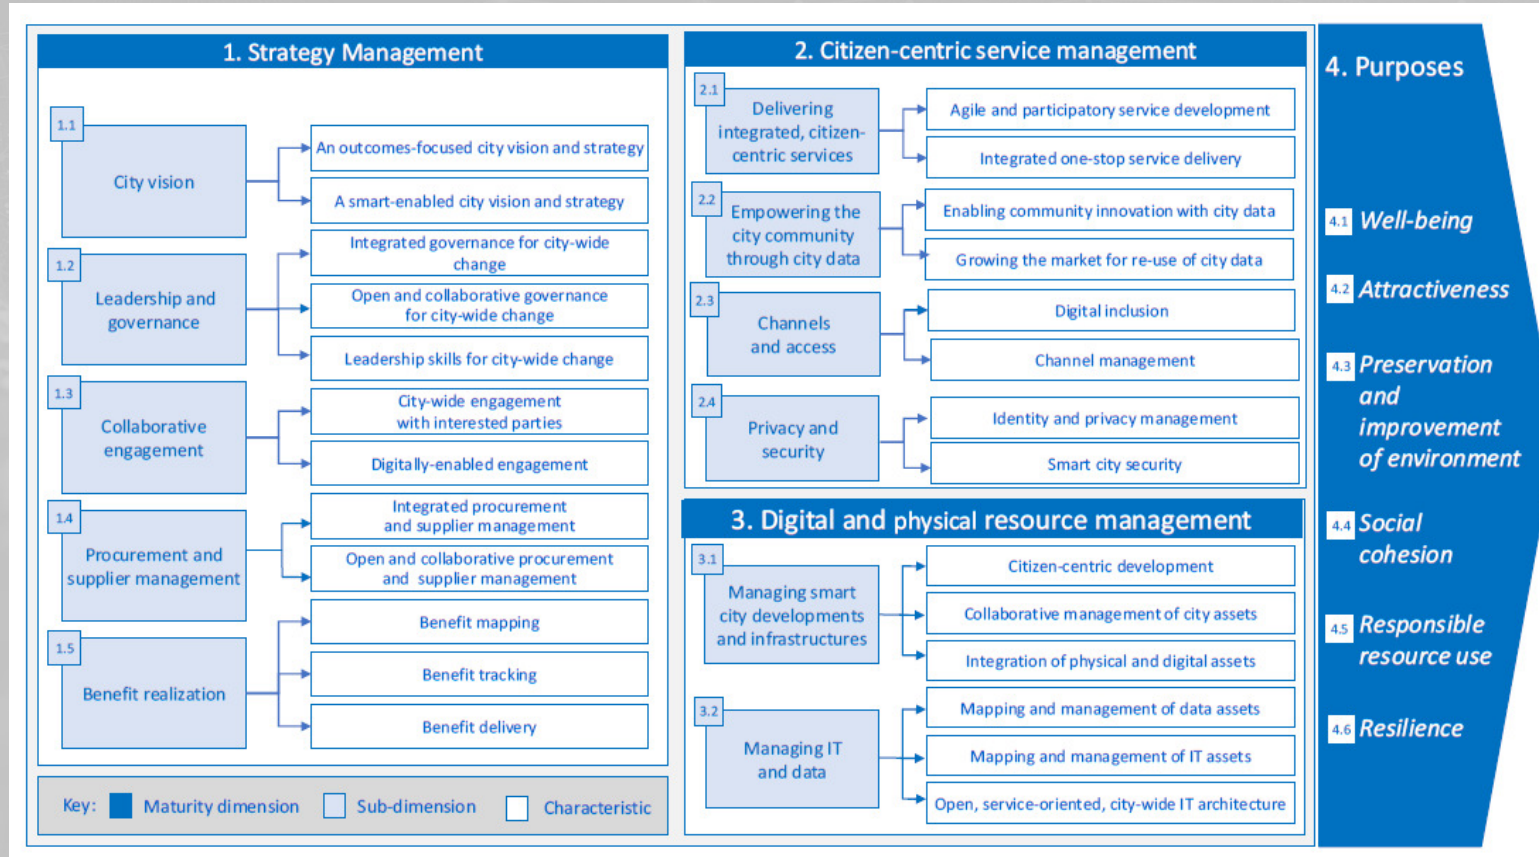 1. Strategy Management
1.1
City vision
An outcomes-focused city vision and strategy
A smart-enabled city vision and strategy
1.2
Leadership and
governance
Integrated governance for city-wide
change
Open and collaborative governance
for city-wide change
Leadership skills for city-wide change
1.3
Collaborative
engagement
City-wide engagement
with interested parties
Digitally-enabled engagement
1.4
Procurement and
supplier management
Integrated procurement
and supplier management
Open and collaborative procurement
and supplier management
1.5
Benefit realization
Benefit mapping
Benefit tracking
Benefit delivery
Key:
Maturity dimension
Sub-dimension
Characteristic
2. Citizen-centric service management
2.1
Delivering
integrated, citizen-
centric services
Agile and participatory service development
Integrated one-stop service delivery
2.2
Empowering the
city community
through city data
Enabling community innovation with city data
Growing the market for re-use of city data
2.3
Channels
and access
Digital inclusion
Channel management
2.4
Privacy and
security
Identity and privacy management
Smart city security
3. Digital and physical resource management
3.1
Managing smart
city developments
and infrastructures
Citizen-centric development
Collaborative management of city assets
Integration of physical and digital assets
3.2
Managing IT
and data
Mapping and management of data assets
Mapping and management of IT assets
Open, service-oriented, city-wide IT architecture
4. Purposes
4.1 Well-being
4.2 Attractiveness
4.3 Preservation
and
improvement
of environment
4.4 Social
cohesion
4.5 Responsible
resource use
4.6 Resilience